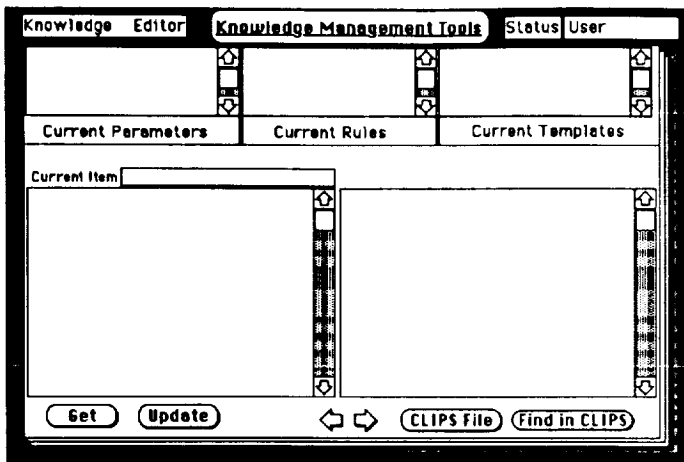 Knowledge Editor
Knowledge Management Tools
Status User
Current Parameters
Current Rules
Current Templates
Current Item
Get
Update
CLIPS File
Find in CLIPS